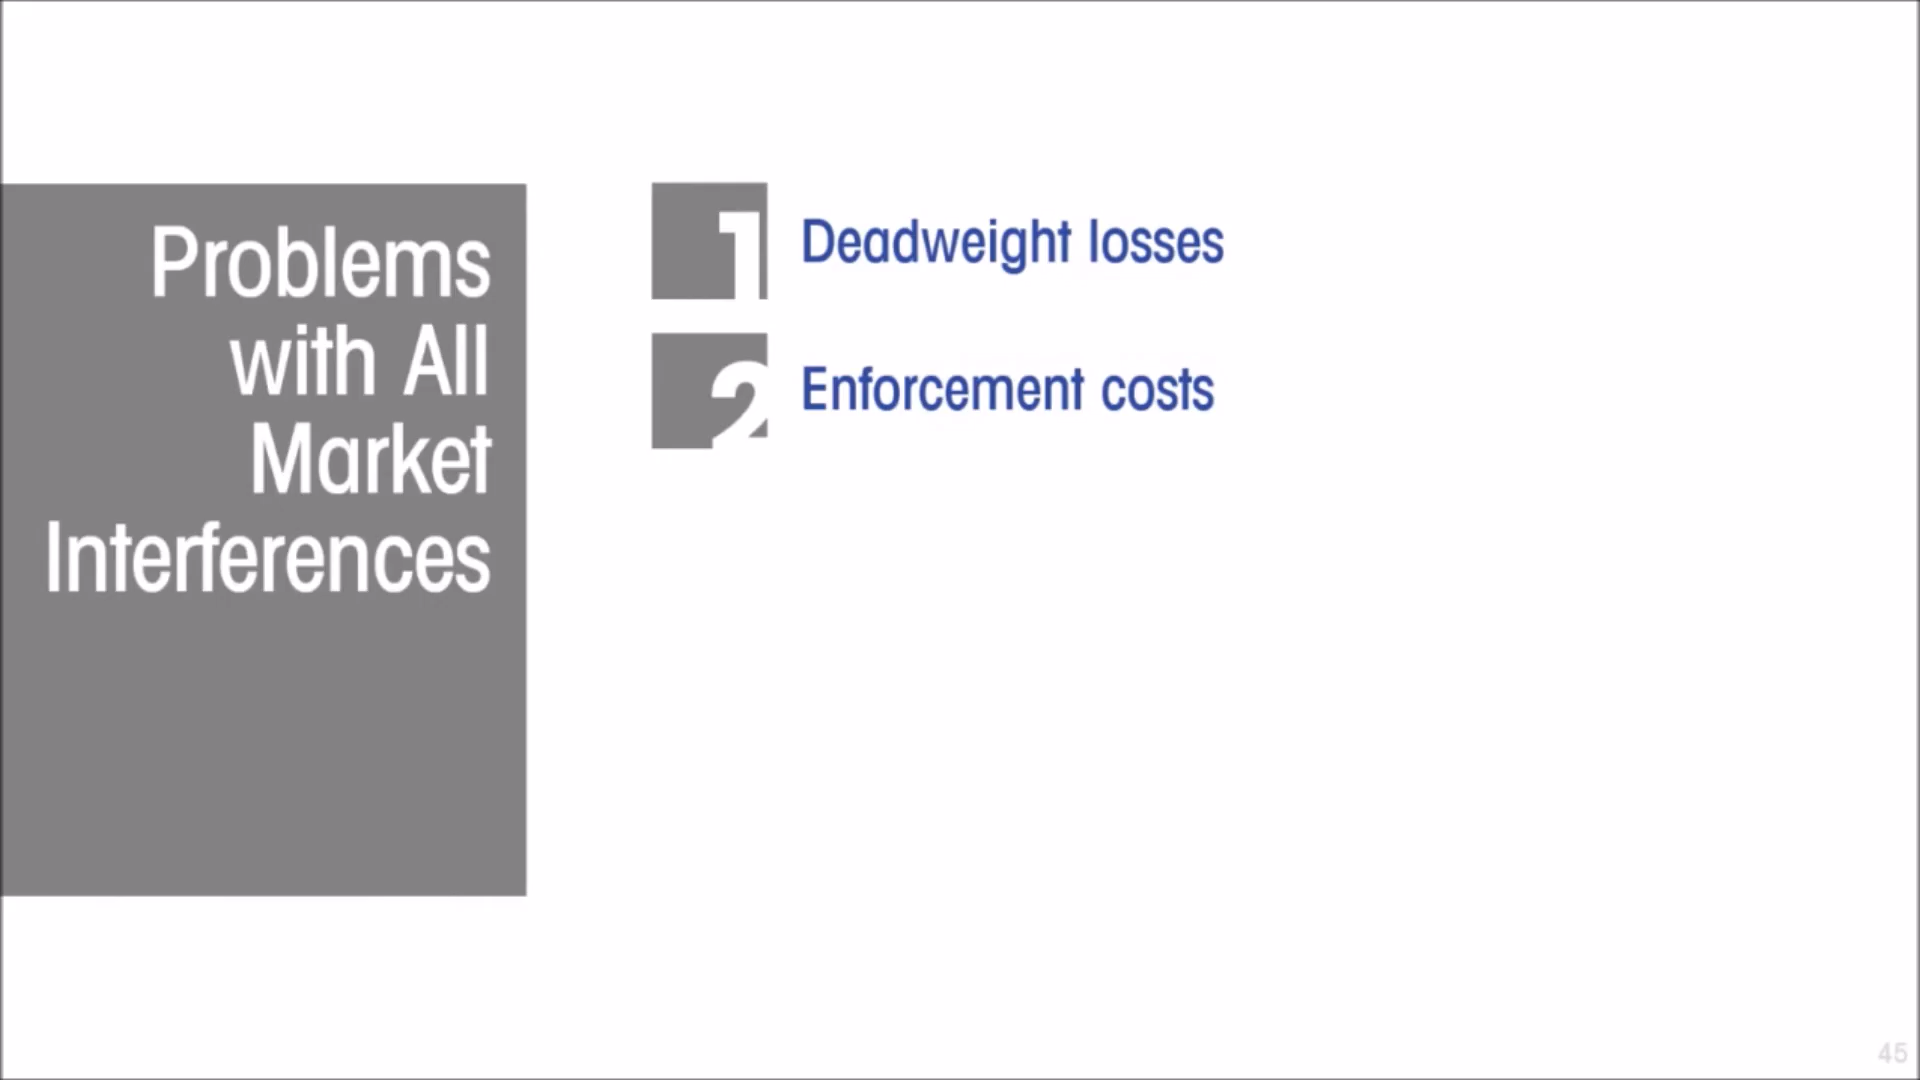 Problems
with All
Market
Interferences
1 Deadweight losses
2 Enforcement costs
45